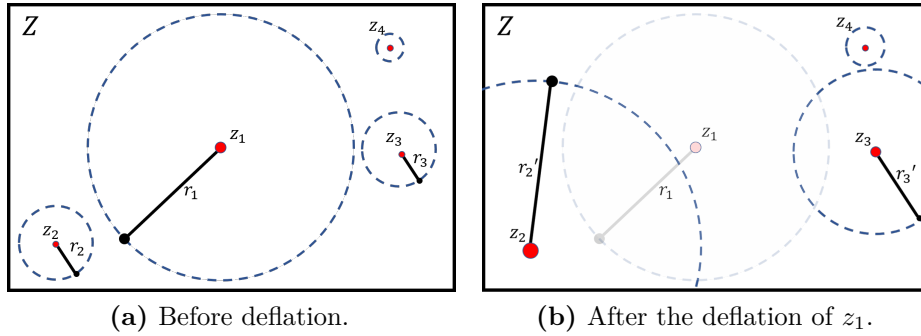 Z
z₄
z₁
z₃
r₃
r₁
z₂
r₂
(a) Before deflation.
Z
z₄
z₁
z₃
r₂′
r₃′
r₁
z₂
(b) After the deflation of z₁.